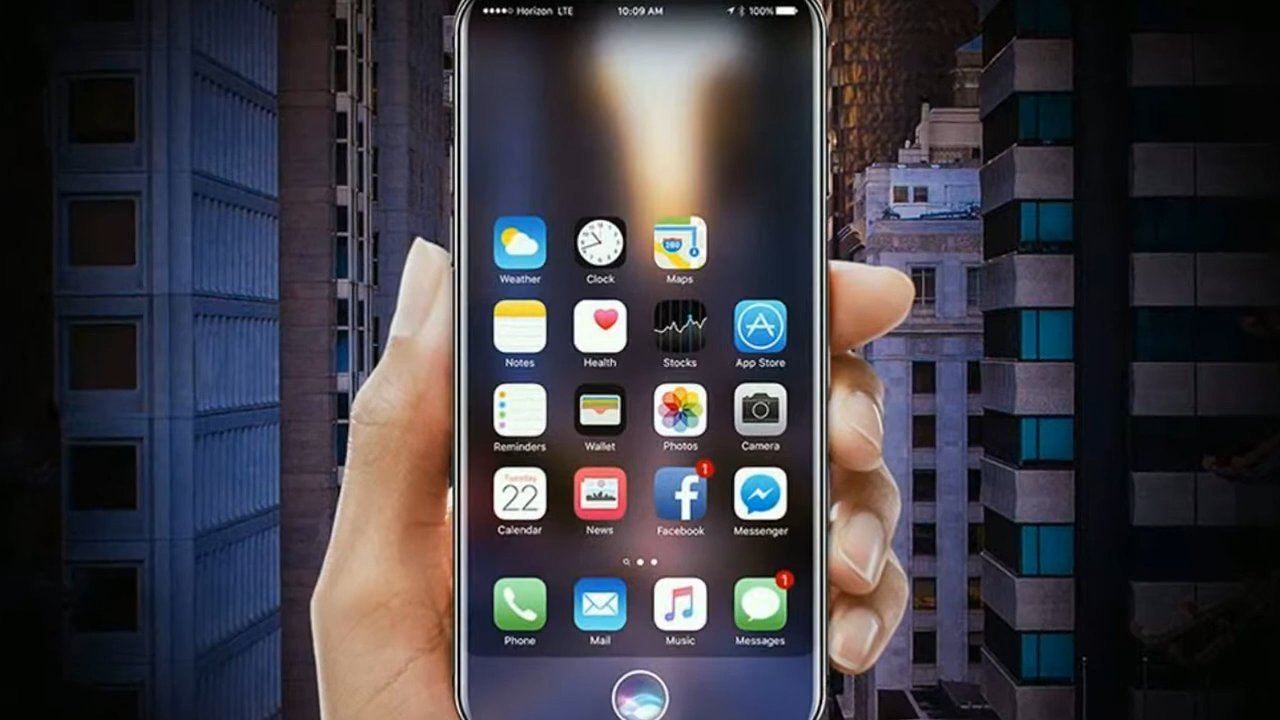 Horizon LTE 10:09 AM 100%
280
Weather Clock Maps
Notes Health Stocks App Store
Reminders Wallet Photos Camera
Tuesday 1
22
Calendar News Facebook Messenger
1
Phone Mail Music Messages